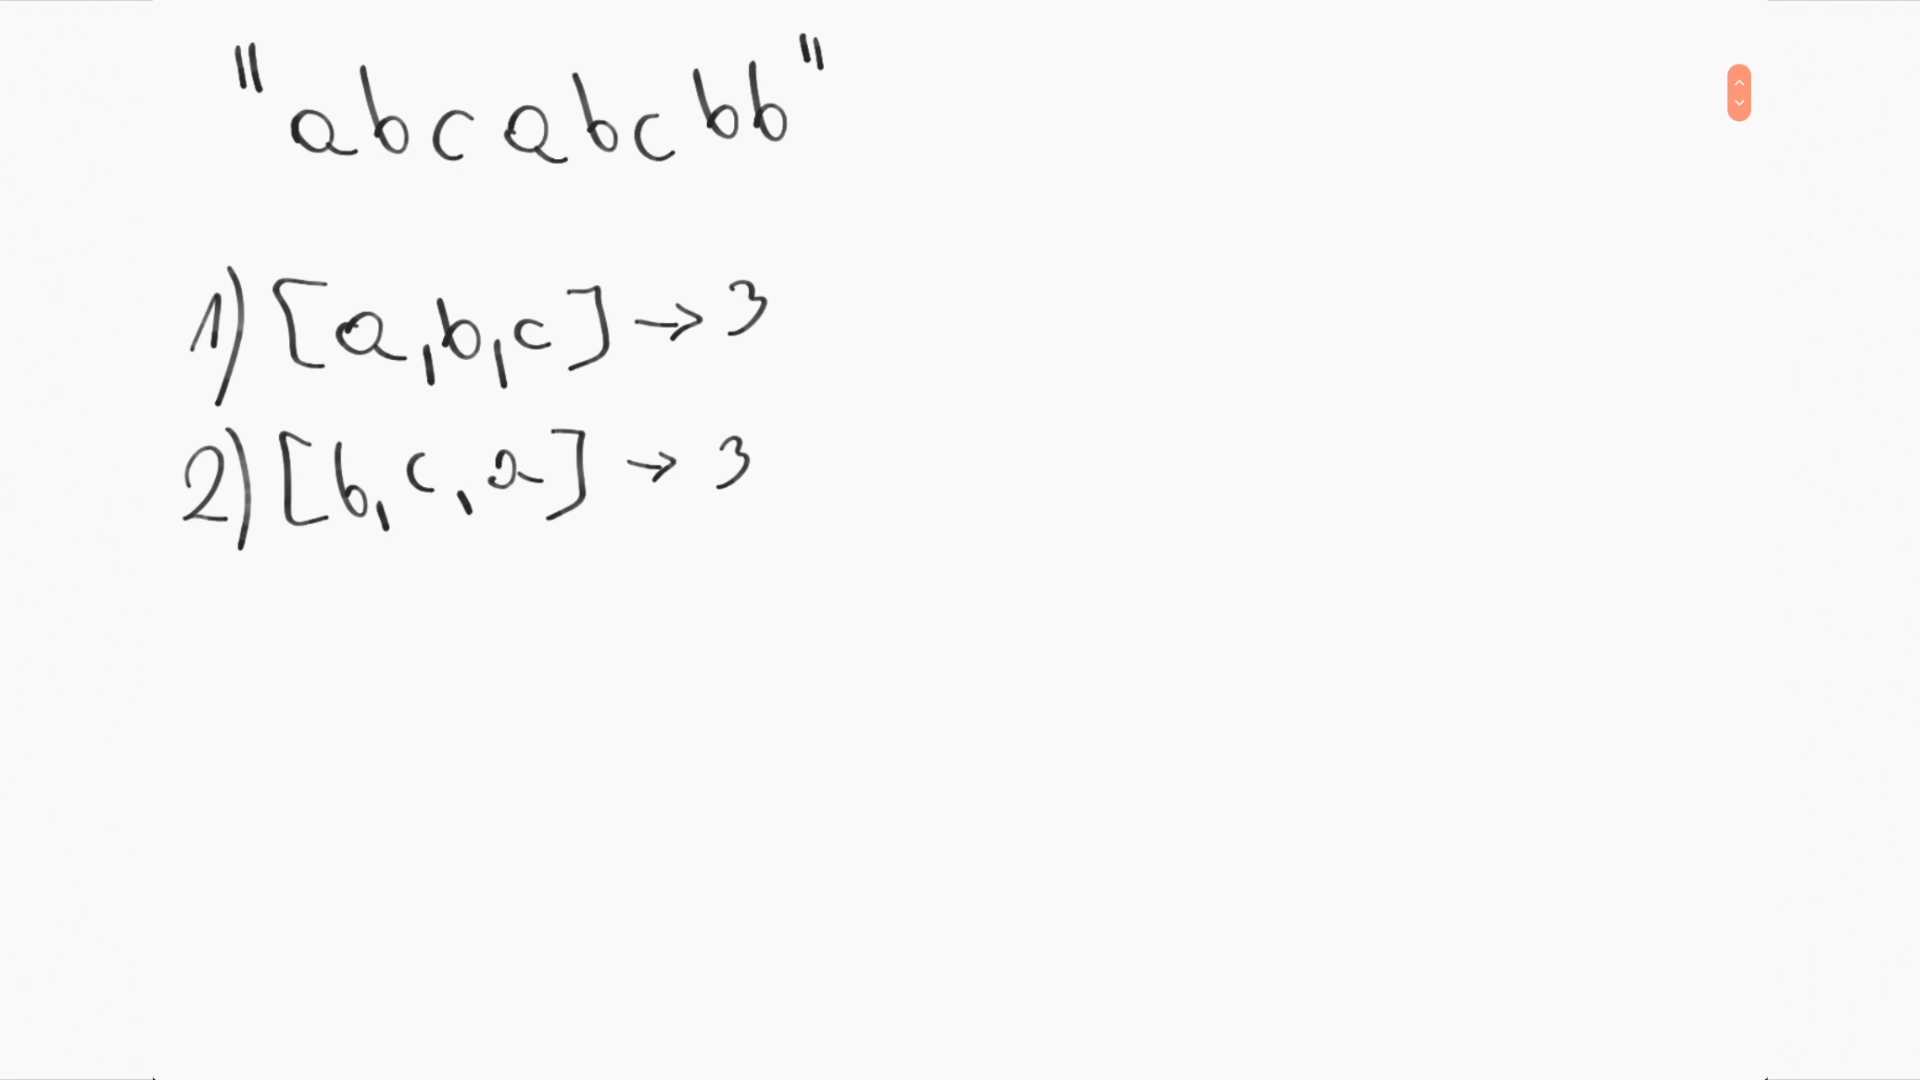 "abcabcbb"
1) [a,b,c] → 3
2) [b,c,a] → 3